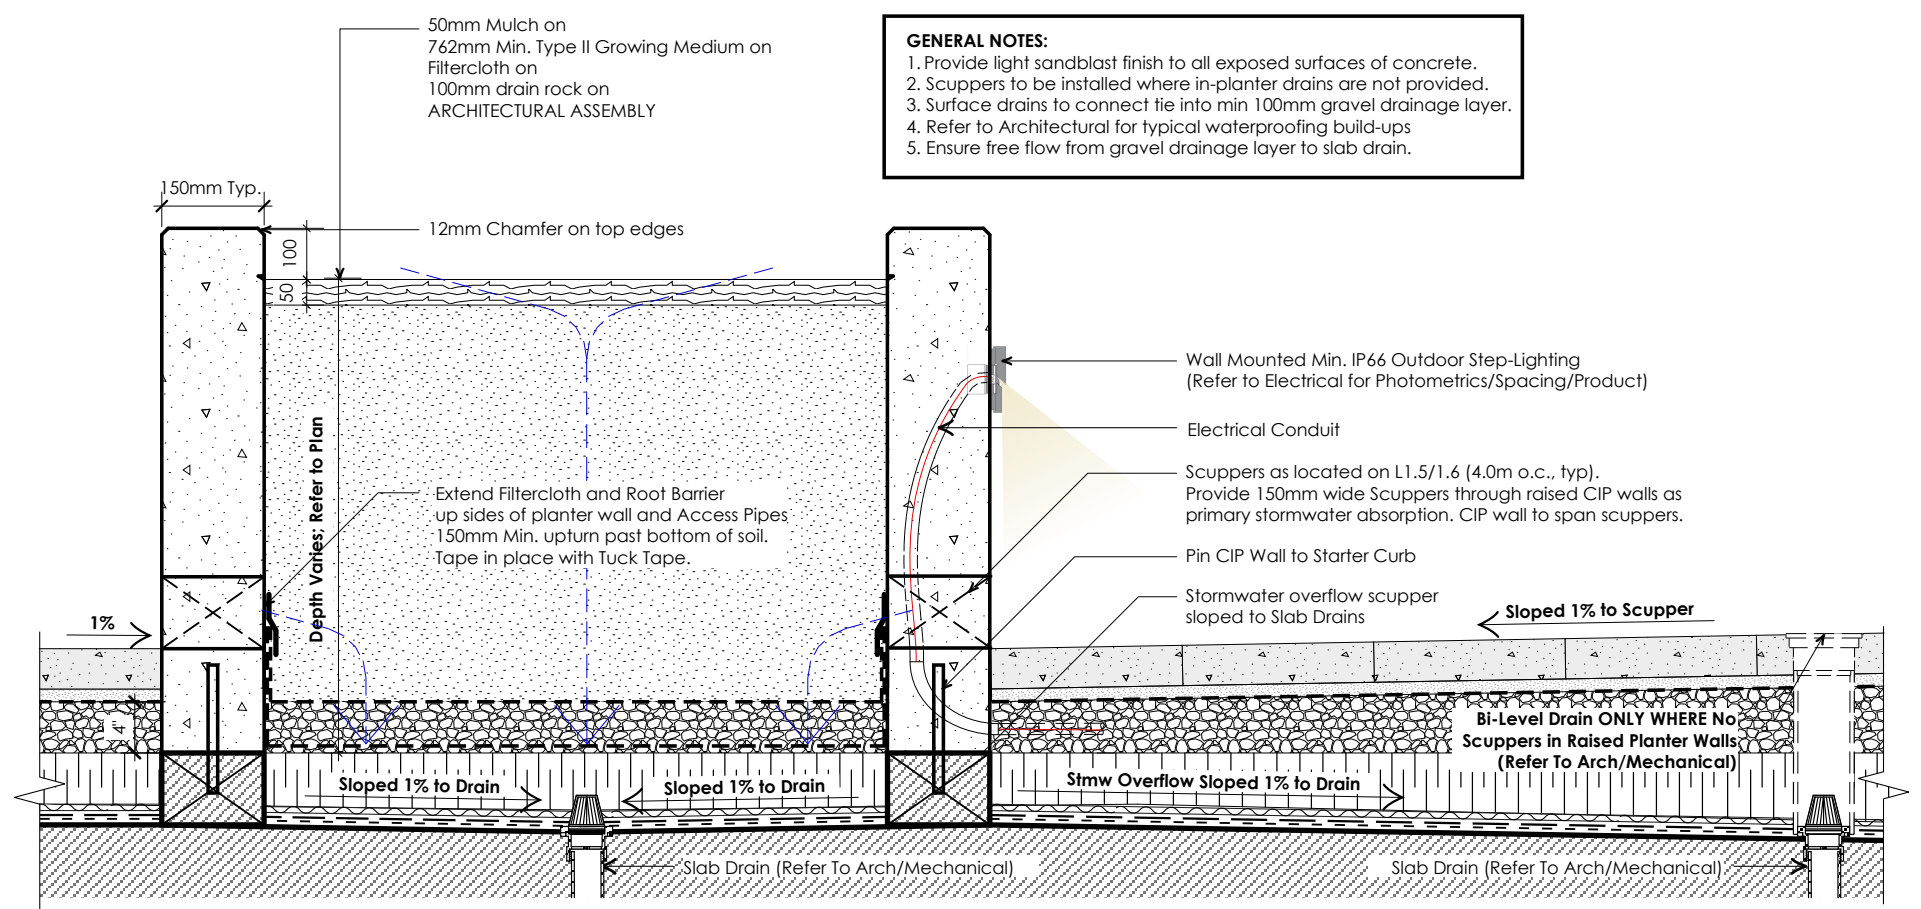 50mm Mulch on
762mm Min. Type II Growing Medium on
Filtercloth on
100mm drain rock on
ARCHITECTURAL ASSEMBLY
GENERAL NOTES:
1. Provide light sandblast finish to all exposed surfaces of concrete.
2. Scuppers to be installed where in-planter drains are not provided.
3. Surface drains to connect tie into min 100mm gravel drainage layer.
4. Refer to Architectural for typical waterproofing build-ups
5. Ensure free flow from gravel drainage layer to slab drain.
150mm Typ.
12mm Chamfer on top edges
100
50
Depth Varies; Refer to Plan
Extend Filtercloth and Root Barrier
up sides of planter wall and Access Pipes
150mm Min. upturn past bottom of soil.
Tape in place with Tuck Tape.
Wall Mounted Min. IP66 Outdoor Step-Lighting
(Refer to Electrical for Photometrics/Spacing/Product)
Electrical Conduit
Scuppers as located on L1.5/1.6 (4.0m o.c., typ).
Provide 150mm wide Scuppers through raised CIP walls as
primary stormwater absorption. CIP wall to span scuppers.
Pin CIP Wall to Starter Curb
Stormwater overflow scupper
sloped to Slab Drains
1%
Sloped 1% to Scupper
4"
Bi-Level Drain ONLY WHERE No
Scuppers in Raised Planter Walls
(Refer To Arch/Mechanical)
Sloped 1% to Drain
Sloped 1% to Drain
Stmw Overflow Sloped 1% to Drain
Slab Drain (Refer To Arch/Mechanical)
Slab Drain (Refer To Arch/Mechanical)